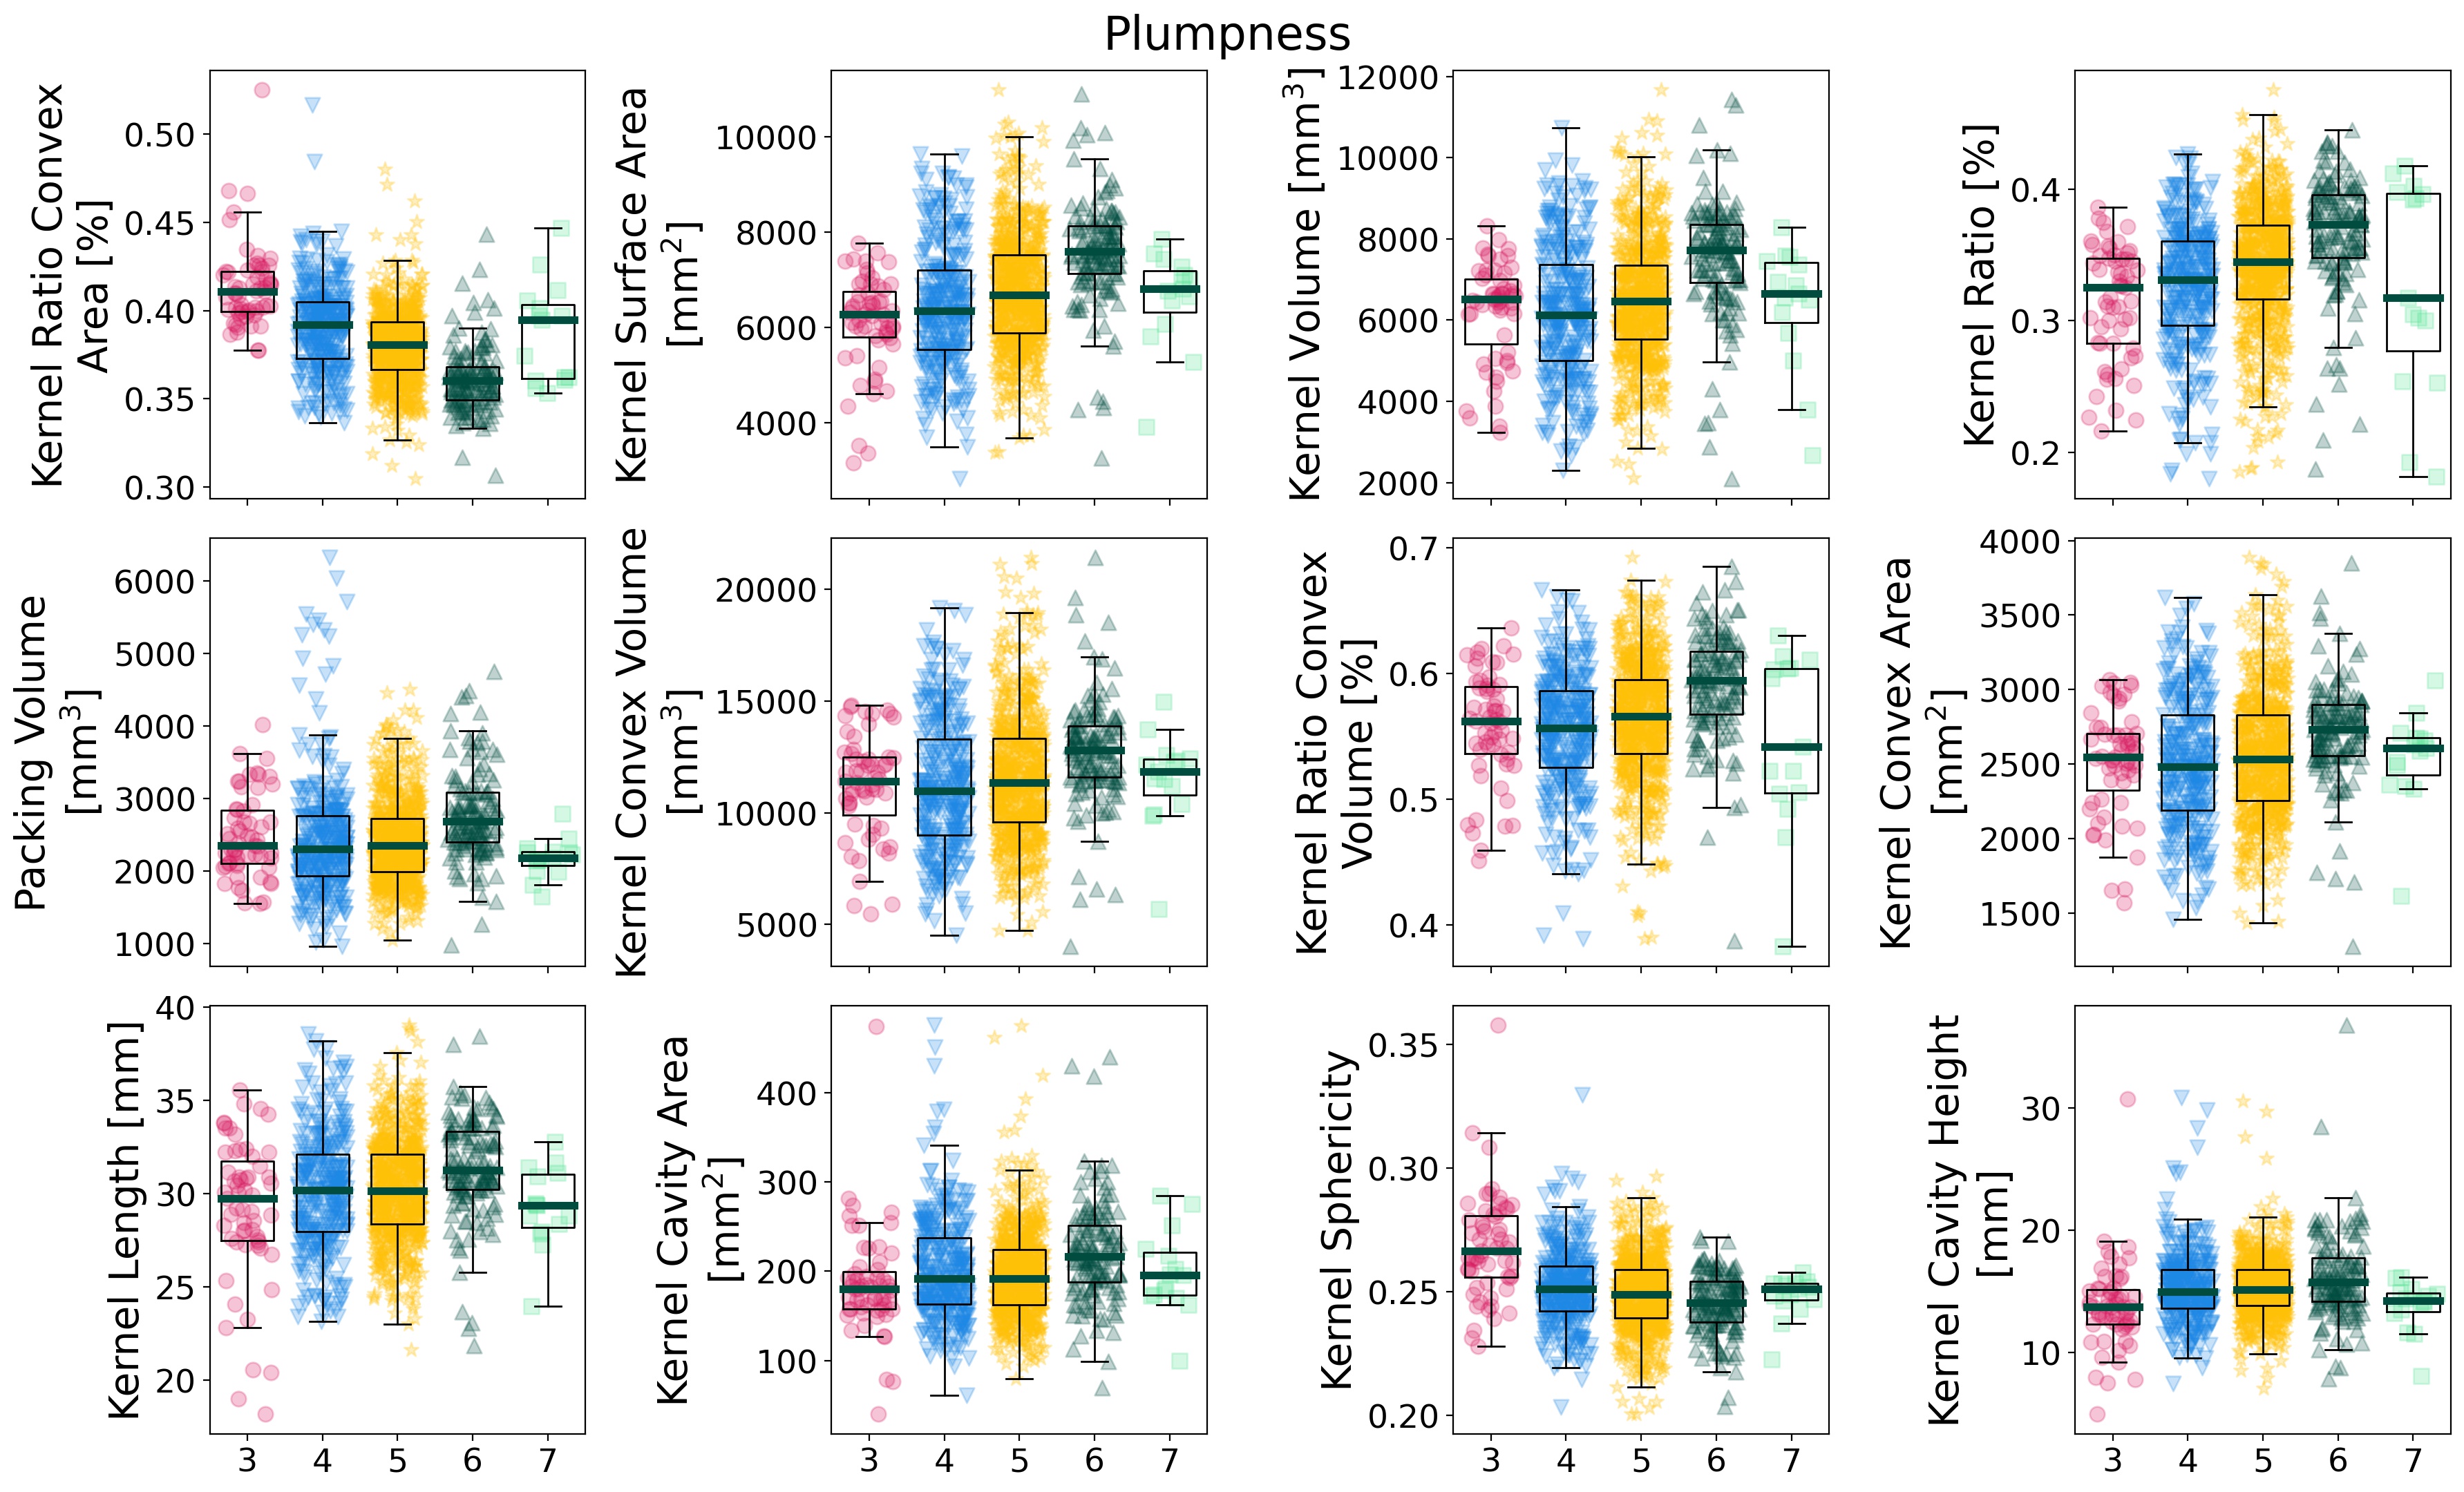 Plumpness
Kernel Ratio Convex
Area [%]
0.50
0.45
0.40
0.35
0.30
Kernel Surface Area
[mm²]
10000
8000
6000
4000
Kernel Volume [mm³]
12000
10000
8000
6000
4000
2000
Kernel Ratio [%]
0.4
0.3
0.2
Packing Volume
[mm³]
6000
5000
4000
3000
2000
1000
Kernel Convex Volume
[mm³]
20000
15000
10000
5000
Kernel Ratio Convex
Volume [%]
0.7
0.6
0.5
0.4
Kernel Convex Area
[mm²]
4000
3500
3000
2500
2000
1500
Kernel Length [mm]
40
35
30
25
20
3 4 5 6 7
Kernel Cavity Area
[mm²]
400
300
200
100
3 4 5 6 7
Kernel Sphericity
0.35
0.30
0.25
0.20
3 4 5 6 7
Kernel Cavity Height
[mm]
30
20
10
3 4 5 6 7